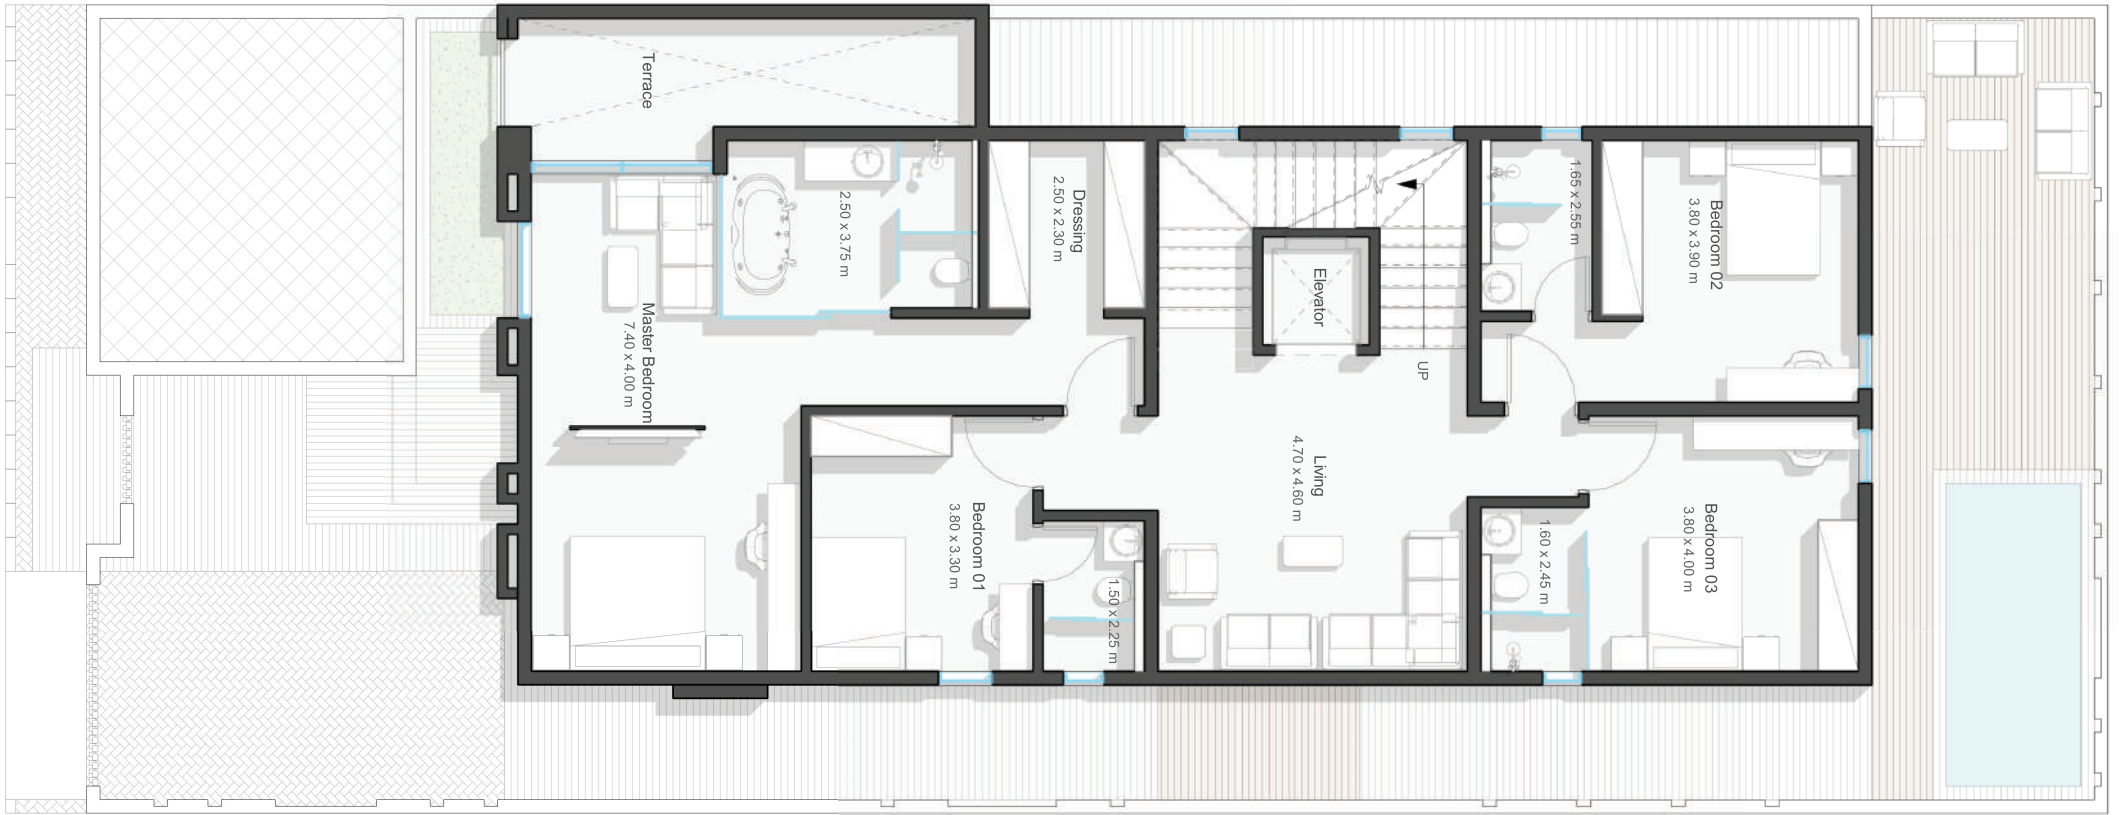 Terrace
2.50 x 3.75 m
Dressing
2.50 x 2.30 m
Elevator
UP
1.65 x 2.55 m
Bedroom 02
3.80 x 3.90 m
Master Bedroom
7.40 x 4.00 m
Living
4.70 x 4.60 m
Bedroom 01
3.80 x 3.30 m
1.50 x 2.25 m
1.60 x 2.45 m
Bedroom 03
3.80 x 4.00 m